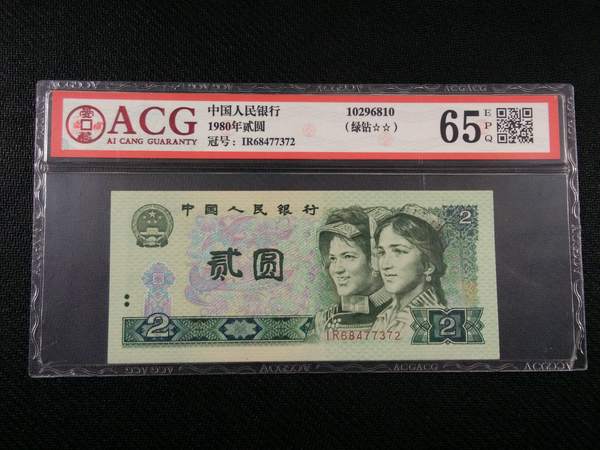 ACG
AI CANG GUARANTY
中国人民银行
1980年贰圆
冠号：IR68477372
10296810
（绿钻☆☆）
65
EPQ
中国人民银行
2
贰圆
2
2
IR68477372
ACGACG